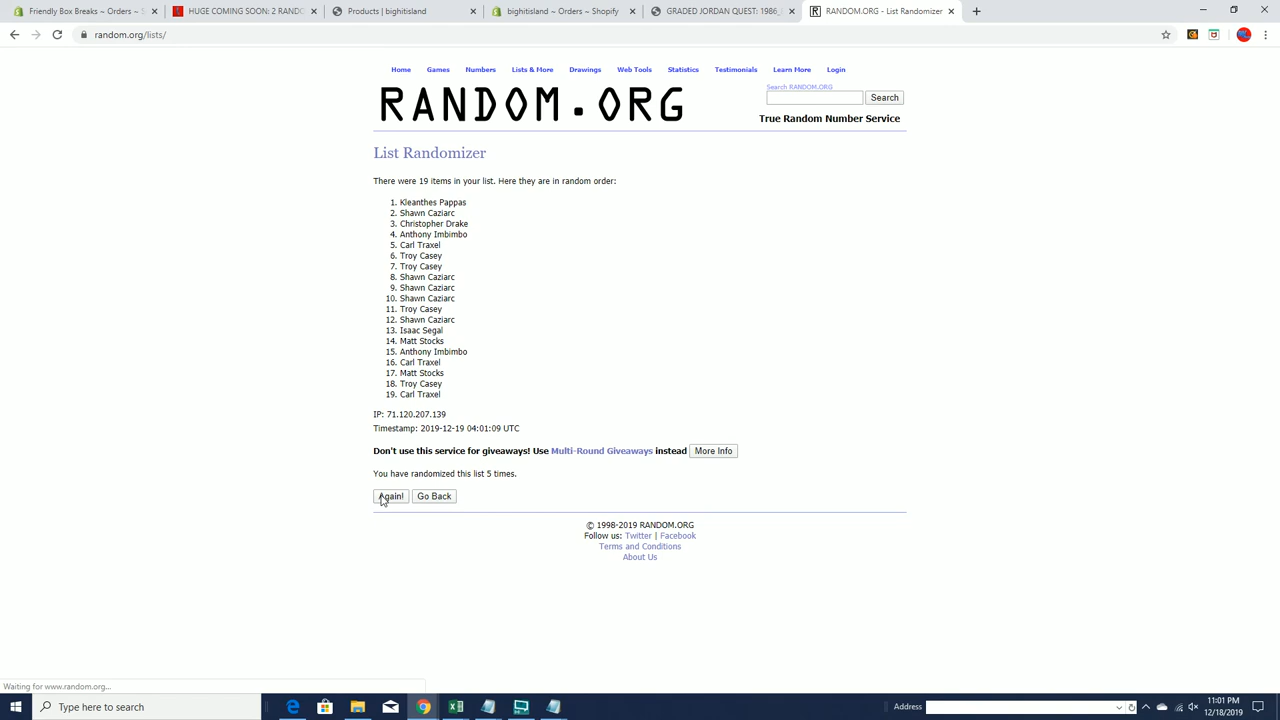 Friendly Box Breaks ~ Orders ~ S
HUGE COMING SOON: 2 RANDO
Products | bighitisland
bighitisland ~ Orders ~ Shopify
GRADED JORDAN QUEST: 1986
RANDOM.ORG - List Randomizer
random.org/lists/
Home Games Numbers Lists & More Drawings Web Tools Statistics Testimonials Learn More Login
RANDOM.ORG
Search RANDOM.ORG
Search
True Random Number Service
List Randomizer
There were 19 items in your list. Here they are in random order:
1. Kleanthes Pappas
2. Shawn Caziarc
3. Christopher Drake
4. Anthony Imbimbo
5. Carl Traxel
6. Troy Casey
7. Troy Casey
8. Shawn Caziarc
9. Shawn Caziarc
10. Shawn Caziarc
11. Troy Casey
12. Shawn Caziarc
13. Isaac Segal
14. Matt Stocks
15. Anthony Imbimbo
16. Carl Traxel
17. Matt Stocks
18. Troy Casey
19. Carl Traxel
IP: 71.120.207.139
Timestamp: 2019-12-19 04:01:09 UTC
Don't use this service for giveaways! Use Multi-Round Giveaways instead More Info
You have randomized this list 5 times.
Again! Go Back
© 1998-2019 RANDOM.ORG
Follow us: Twitter | Facebook
Terms and Conditions
About Us
Waiting for www.random.org...
Type here to search
Address
11:01 PM
12/18/2019